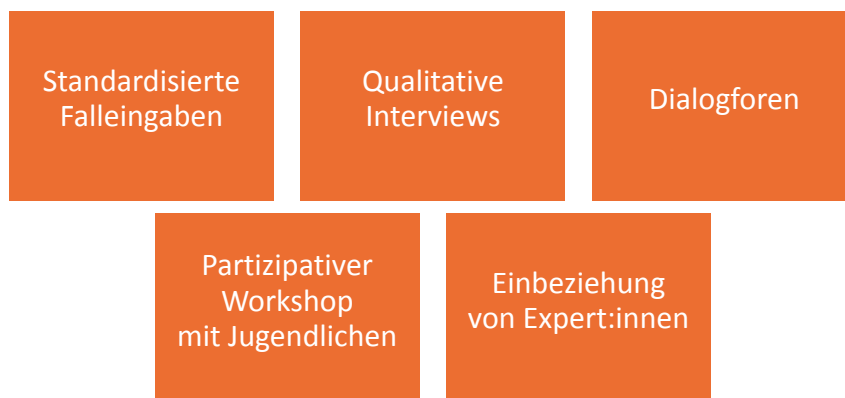 Standardisierte
Falleingaben
Qualitative
Interviews
Dialogforen
Partizipativer
Workshop
mit Jugendlichen
Einbeziehung
von Expert:innen